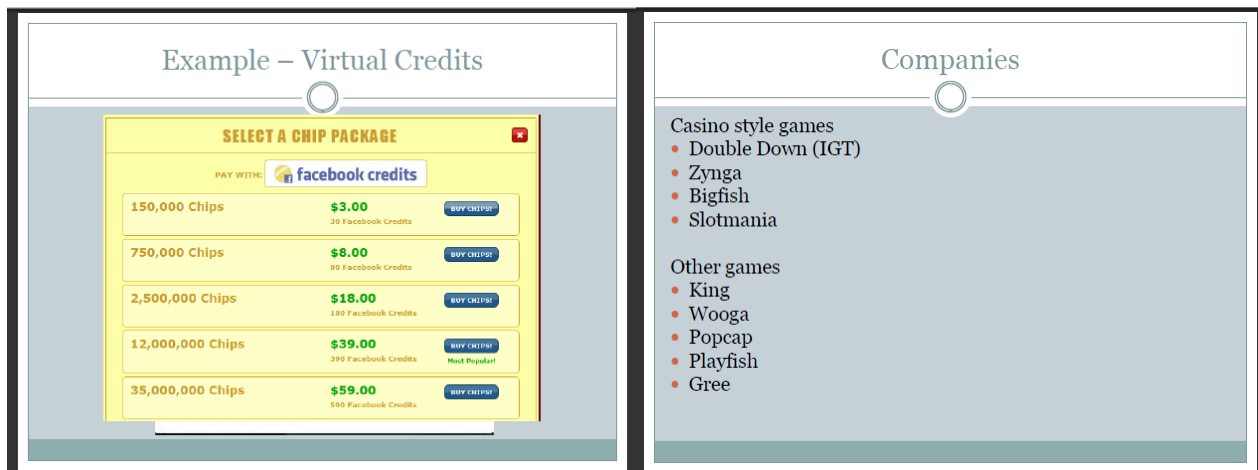 Example – Virtual Credits
SELECT A CHIP PACKAGE
PAY WITH: facebook credits
150,000 Chips $3.00 BUY CHIPS!
30 Facebook Credits
750,000 Chips $8.00 BUY CHIPS!
80 Facebook Credits
2,500,000 Chips $18.00 BUY CHIPS!
180 Facebook Credits
12,000,000 Chips $39.00 BUY CHIPS!
390 Facebook Credits Most Popular!
35,000,000 Chips $59.00 BUY CHIPS!
590 Facebook Credits
Companies
Casino style games
• Double Down (IGT)
• Zynga
• Bigfish
• Slotmania
Other games
• King
• Wooga
• Popcap
• Playfish
• Gree